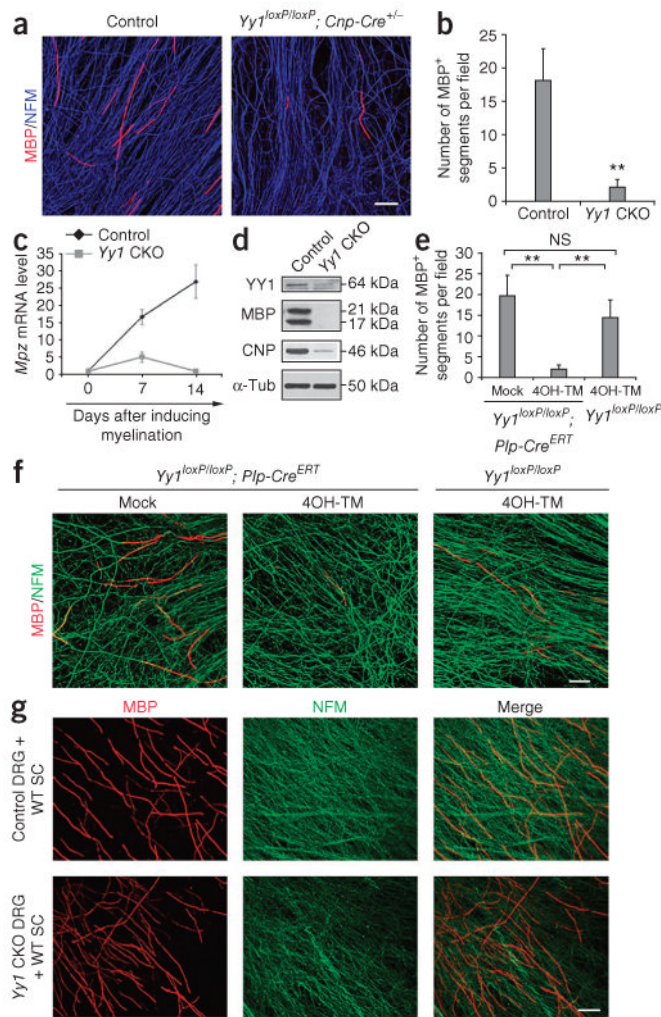 a
Control
Yy1loxP/loxP; Cnp-Cre+/–
MBP/NFM
b
Number of MBP+
segments per field
25
20
15
10
5
0
**
Control
Yy1 CKO
c
Control
Yy1 CKO
Mpz mRNA level
35
30
25
20
15
10
5
0
0
7
14
Days after inducing
myelination
d
Control
Yy1 CKO
YY1
64 kDa
MBP
21 kDa
17 kDa
CNP
46 kDa
α-Tub
50 kDa
e
Number of MBP+
segments per field
30
25
20
15
10
5
0
NS
**
**
Mock
4OH-TM
4OH-TM
Yy1loxP/loxP;
Plp-CreERT
Yy1loxP/loxP
f
Yy1loxP/loxP; Plp-CreERT
Yy1loxP/loxP
Mock
4OH-TM
4OH-TM
MBP/NFM
g
MBP
NFM
Merge
Control DRG +
WT SC
Yy1 CKO DRG
+ WT SC